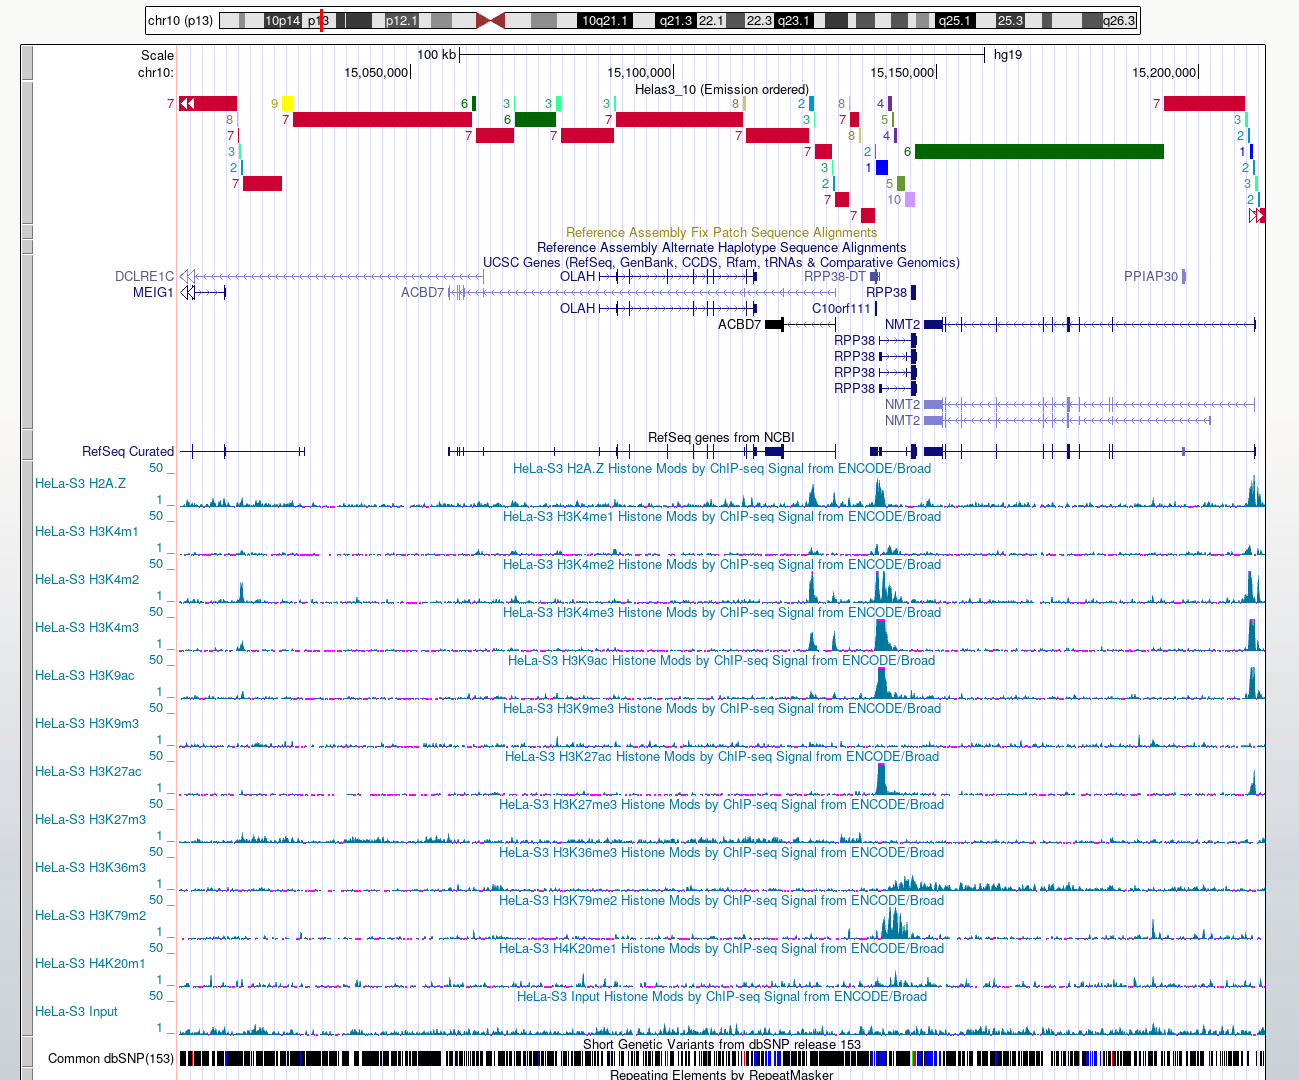 chr10 (p13) 10p14 p13 p12.1 10q21.1 q21.3 22.1 22.3 q23.1 q25.1 25.3 q26.3
Scale 100 kb hg19
chr10: 15,050,000 15,100,000 15,150,000 15,200,000
Helas3_10 (Emission ordered)
7 9 6 3 3 3 8 2 8 4 7
8 7 6 7 3 7 5 3
7 7 7 7 8 4 2
3 7 2 6 1
2 3 1 2
7 2 5 3
7 10 2
7
Reference Assembly Fix Patch Sequence Alignments
Reference Assembly Alternate Haplotype Sequence Alignments
UCSC Genes (RefSeq, GenBank, CCDS, Rfam, tRNAs & Comparative Genomics)
DCLRE1C OLAH RPP38-DT PPIAP30
MEIG1 ACBD7 RPP38
OLAH C10orf111
ACBD7 NMT2
RPP38
RPP38
RPP38
RPP38
NMT2
NMT2
RefSeq genes from NCBI
RefSeq Curated
50 HeLa-S3 H2A.Z Histone Mods by ChIP-seq Signal from ENCODE/Broad
HeLa-S3 H2A.Z
1
50 HeLa-S3 H3K4me1 Histone Mods by ChIP-seq Signal from ENCODE/Broad
HeLa-S3 H3K4m1
1
50 HeLa-S3 H3K4me2 Histone Mods by ChIP-seq Signal from ENCODE/Broad
HeLa-S3 H3K4m2
1
50 HeLa-S3 H3K4me3 Histone Mods by ChIP-seq Signal from ENCODE/Broad
HeLa-S3 H3K4m3
1
50 HeLa-S3 H3K9ac Histone Mods by ChIP-seq Signal from ENCODE/Broad
HeLa-S3 H3K9ac
1
50 HeLa-S3 H3K9me3 Histone Mods by ChIP-seq Signal from ENCODE/Broad
HeLa-S3 H3K9m3
1
50 HeLa-S3 H3K27ac Histone Mods by ChIP-seq Signal from ENCODE/Broad
HeLa-S3 H3K27ac
1
50 HeLa-S3 H3K27me3 Histone Mods by ChIP-seq Signal from ENCODE/Broad
HeLa-S3 H3K27m3
1
50 HeLa-S3 H3K36me3 Histone Mods by ChIP-seq Signal from ENCODE/Broad
HeLa-S3 H3K36m3
1
50 HeLa-S3 H3K79me2 Histone Mods by ChIP-seq Signal from ENCODE/Broad
HeLa-S3 H3K79m2
1
50 HeLa-S3 H4K20me1 Histone Mods by ChIP-seq Signal from ENCODE/Broad
HeLa-S3 H4K20m1
1
50 HeLa-S3 Input Histone Mods by ChIP-seq Signal from ENCODE/Broad
HeLa-S3 Input
1
Short Genetic Variants from dbSNP release 153
Common dbSNP(153)
Repeating Elements by RepeatMasker